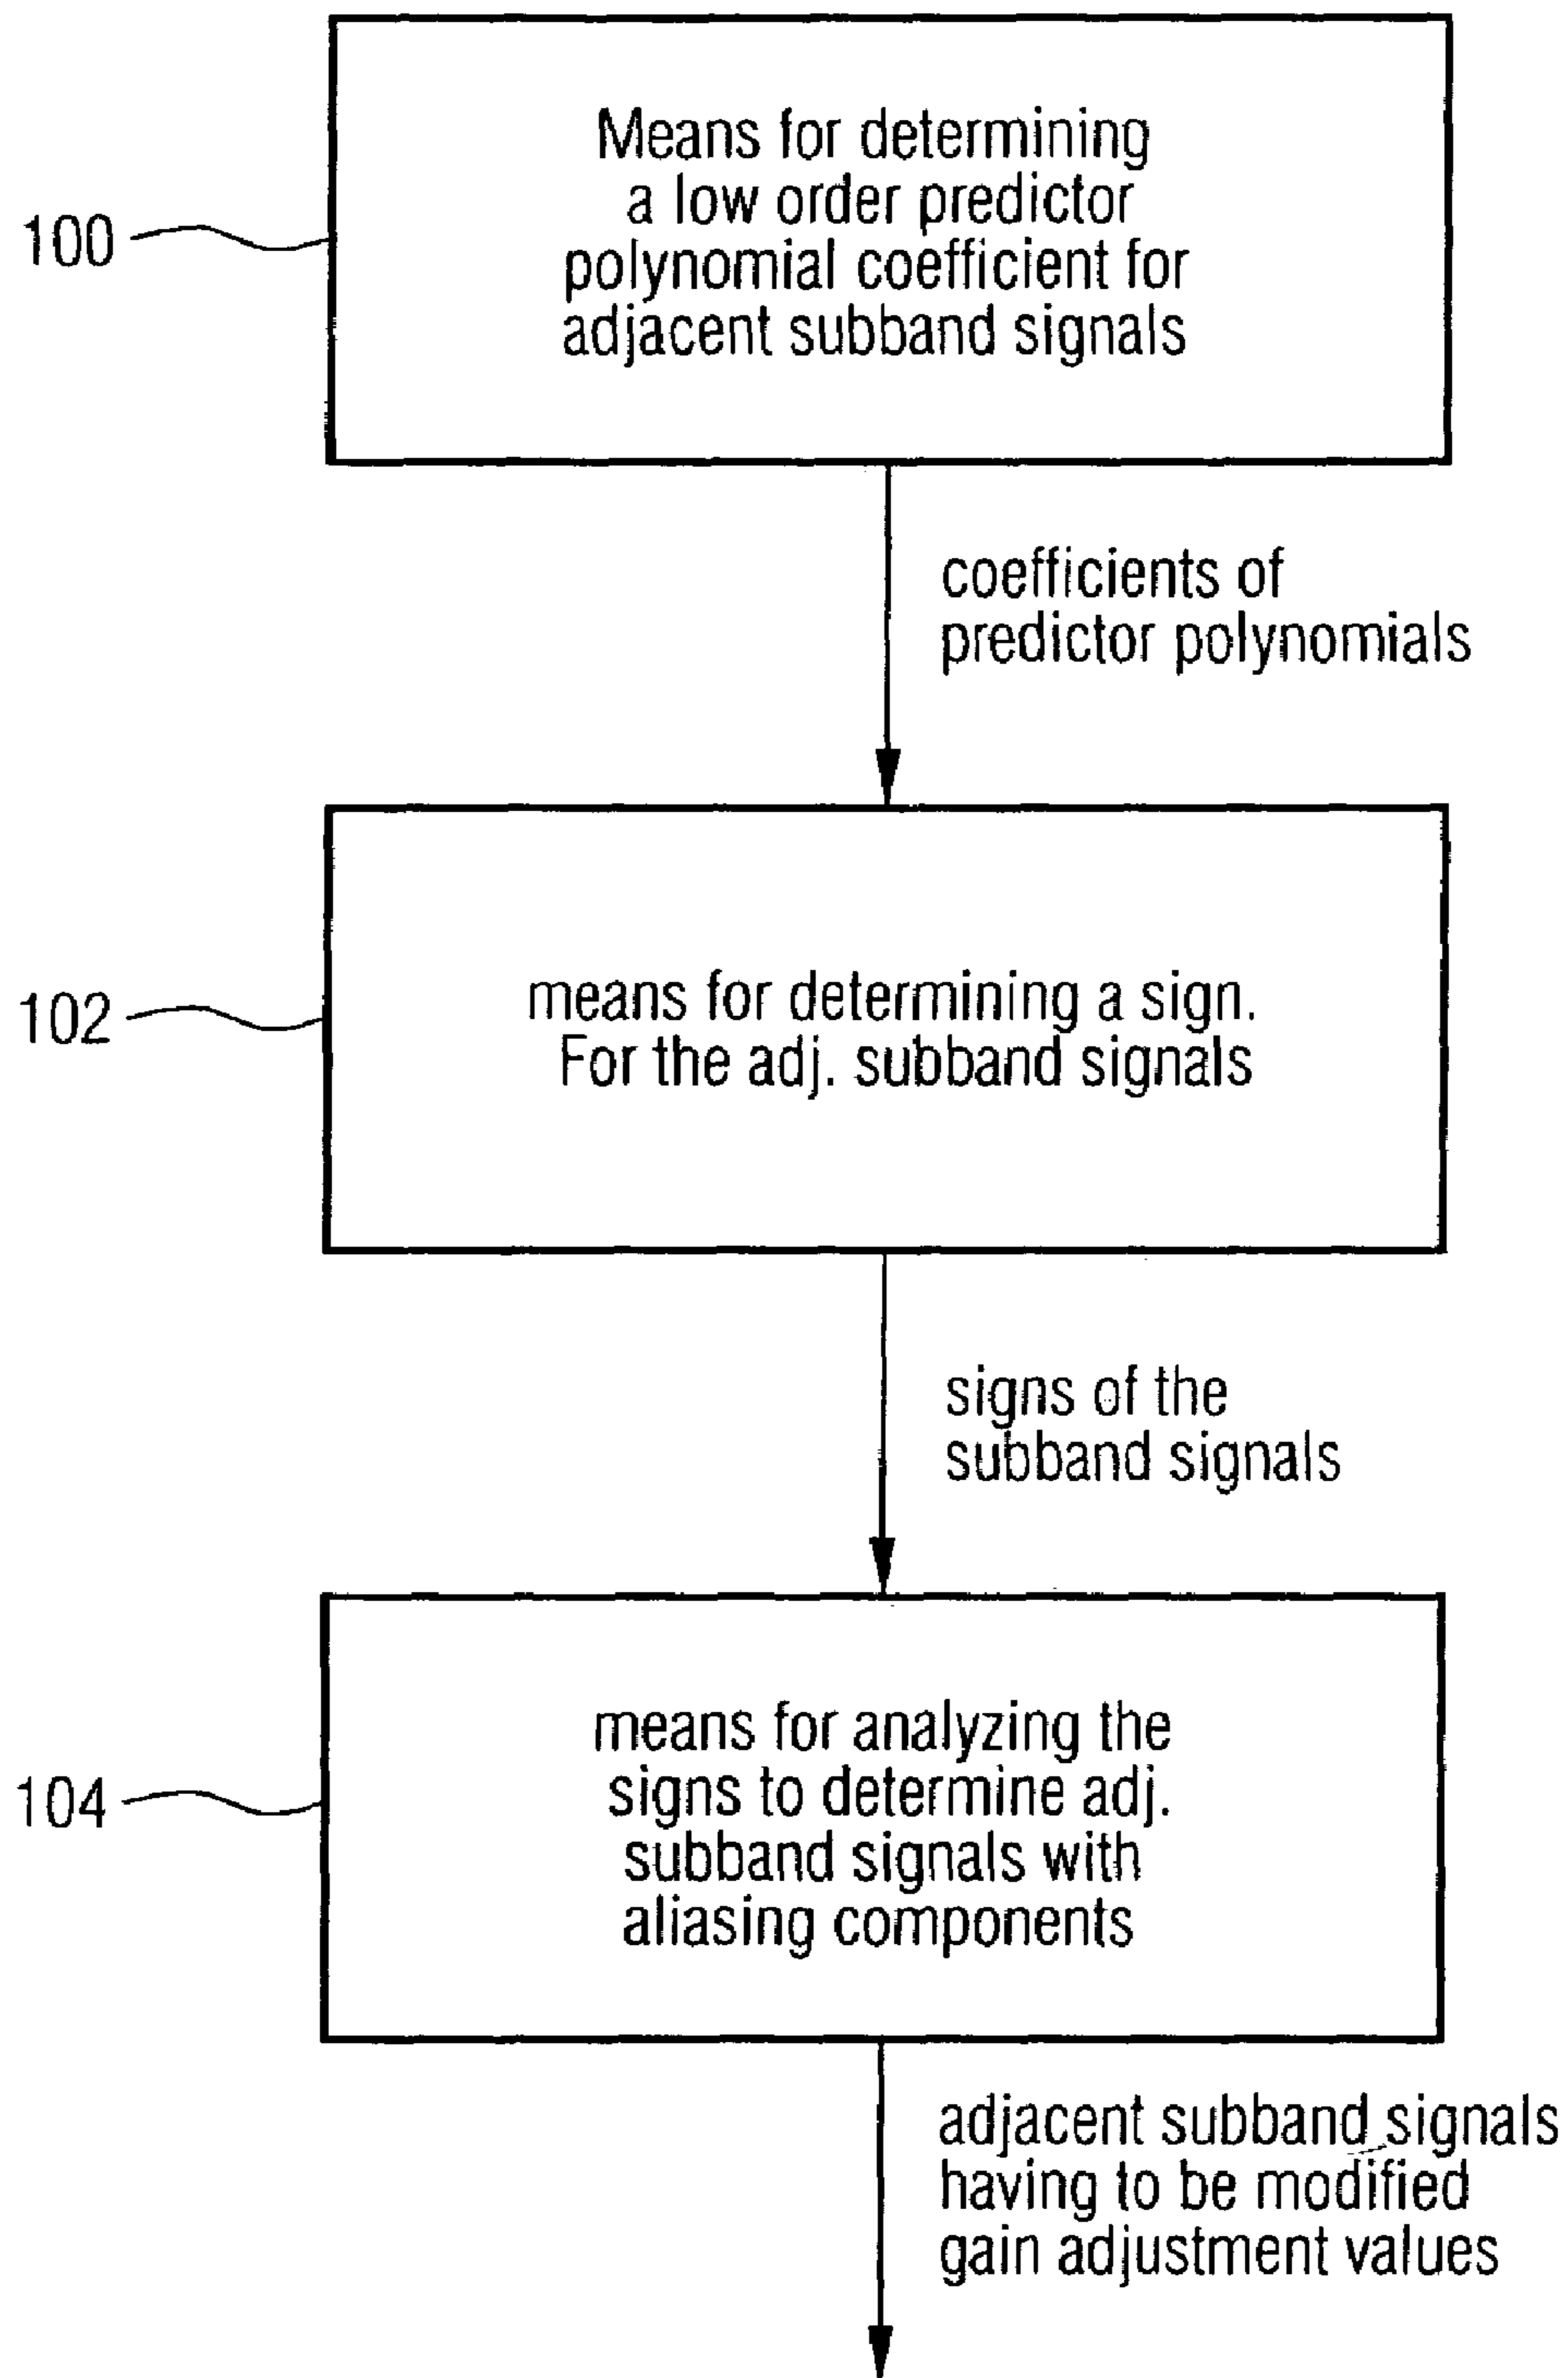 Means for determining
a low order predictor
polynomial coefficient for
adjacent subband signals
100
coefficients of
predictor polynomials
means for determining a sign.
For the adj. subband signals
102
signs of the
subband signals
means for analyzing the
signs to determine adj.
subband signals with
aliasing components
104
adjacent subband signals
having to be modified
gain adjustment values